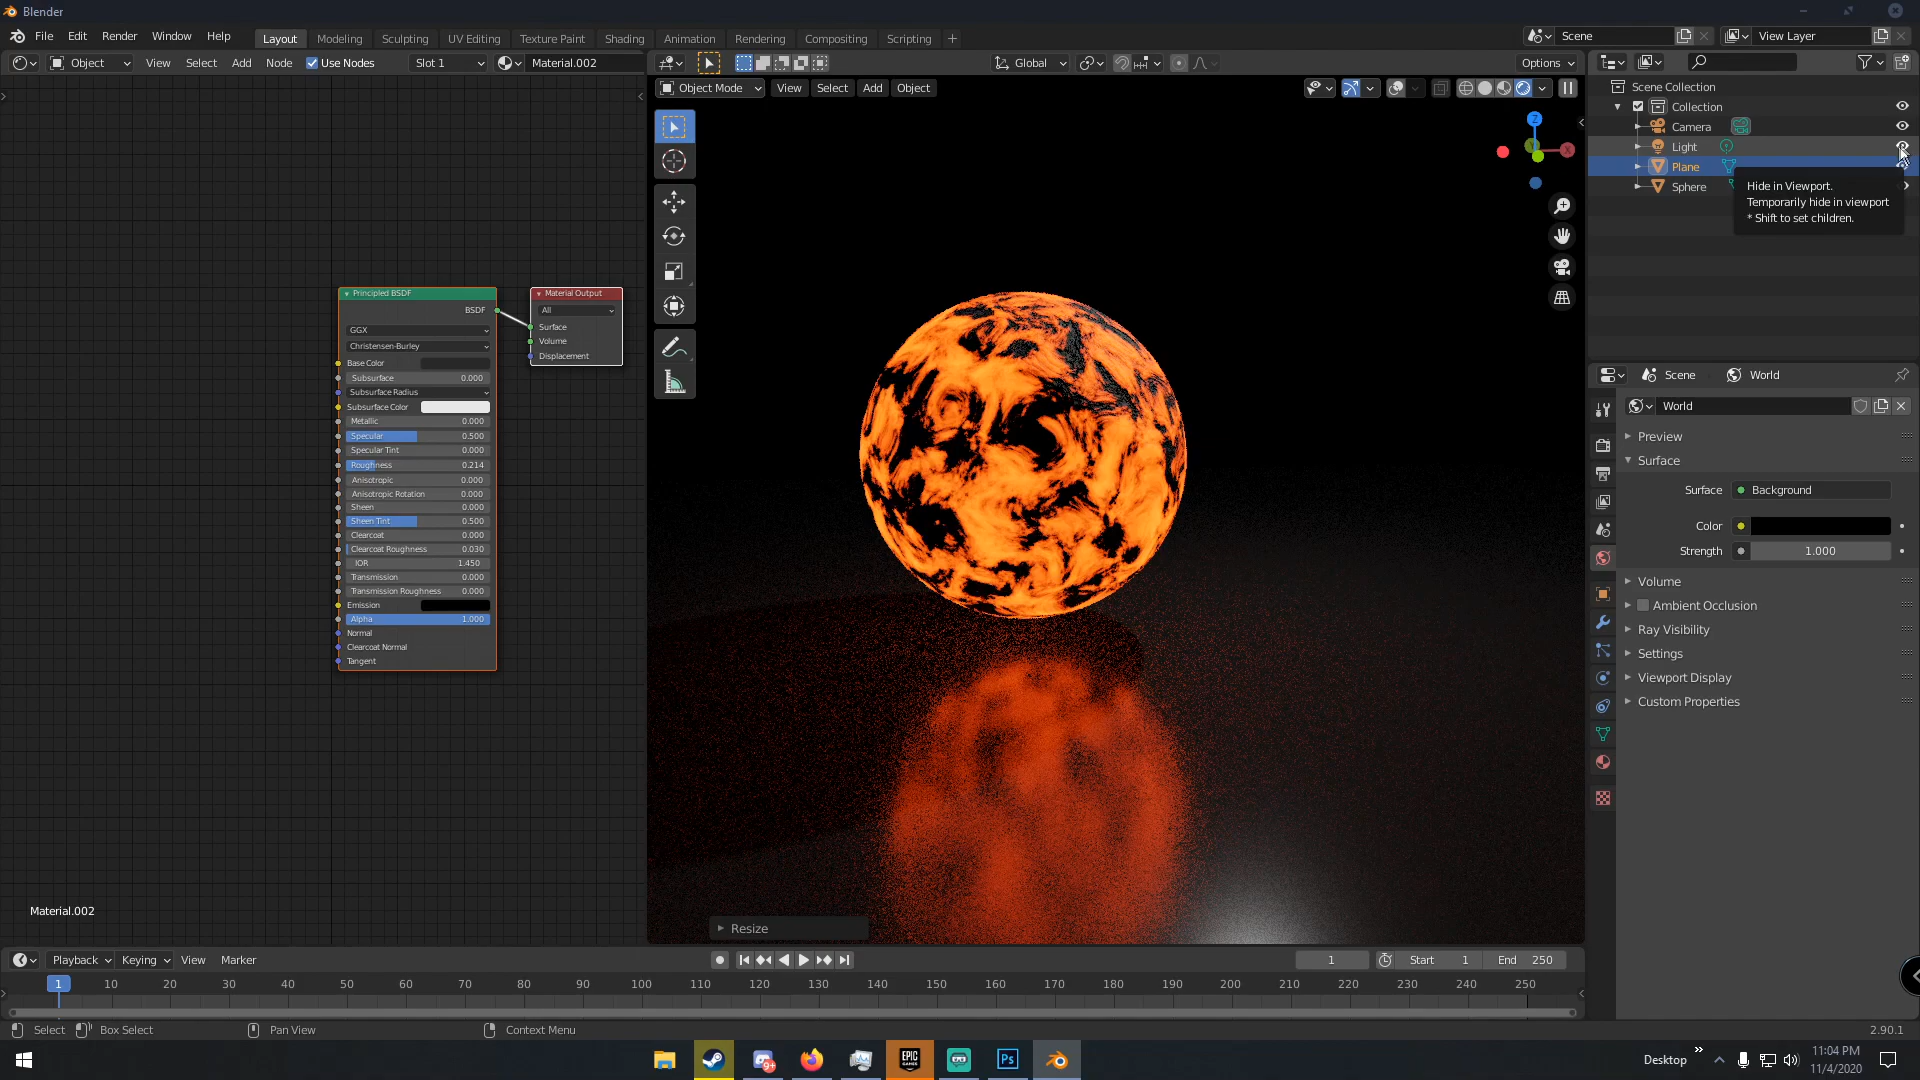 Blender
File Edit Render Window Help
Layout Modeling Sculpting UV Editing Texture Paint Shading Animation Rendering Compositing Scripting +
Scene
View Layer
Object View Select Add Node Use Nodes Slot 1 Material.002
Global
Options
Object Mode View Select Add Object
Scene Collection
Collection
Camera
Light
Plane
Sphere
Hide in Viewport.
Temporarily hide in viewport
* Shift to set children.
Z
X
Principled BSDF
BSDF
GGX
Christensen-Burley
Base Color
Subsurface 0.000
Subsurface Radius
Subsurface Color
Metallic 0.000
Specular 0.500
Specular Tint 0.000
Roughness 0.214
Anisotropic 0.000
Anisotropic Rotation 0.000
Sheen 0.000
Sheen Tint 0.500
Clearcoat 0.000
Clearcoat Roughness 0.030
IOR 1.450
Transmission 0.000
Transmission Roughness 0.000
Emission
Alpha 1.000
Normal
Clearcoat Normal
Tangent
Material Output
All
Surface
Volume
Displacement
Scene World
World
Preview
Surface
Surface Background
Color
Strength 1.000
Volume
Ambient Occlusion
Ray Visibility
Settings
Viewport Display
Custom Properties
Material.002
Resize
Playback Keying View Marker
1
Start 1
End 250
1 10 20 30 40 50 60 70 80 90 100 110 120 130 140 150 160 170 180 190 200 210 220 230 240 250
Select Box Select Pan View Context Menu 2.90.1
EPIC
GAMES
Ps
Desktop
11:04 PM
11/4/2020